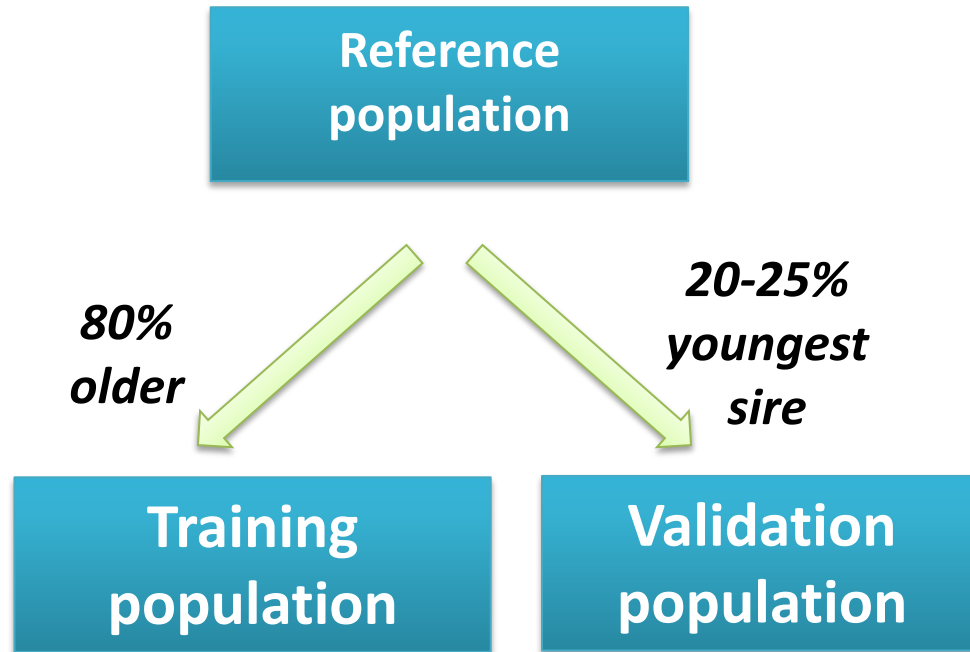 Reference
population
80%
older
20-25%
youngest
sire
Training
population
Validation
population